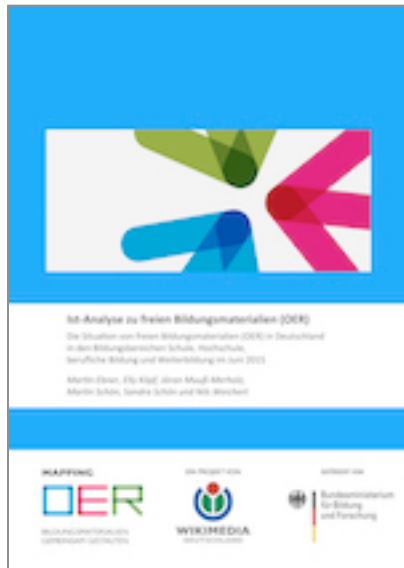 Ist-Analyse zu freien Bildungsmaterialien (OER)
Die Situation von freien Bildungsmaterialien (OER) in Deutschland
in den Bildungsbereichen Schule, Hochschule,
berufliche Bildung und Weiterbildung im Juni 2015
Martin Ebner, Elly Köpf, Jöran Muuß-Merholz,
Martin Schön, Sandra Schön und Nils Weichert
MAPPING
OER
BILDUNGSMATERIALIEN
GEMEINSAM GESTALTEN
EIN PROJEKT VON
WIKIMEDIA
DEUTSCHLAND
GEFÖRDERT VOM
Bundesministerium
für Bildung
und Forschung